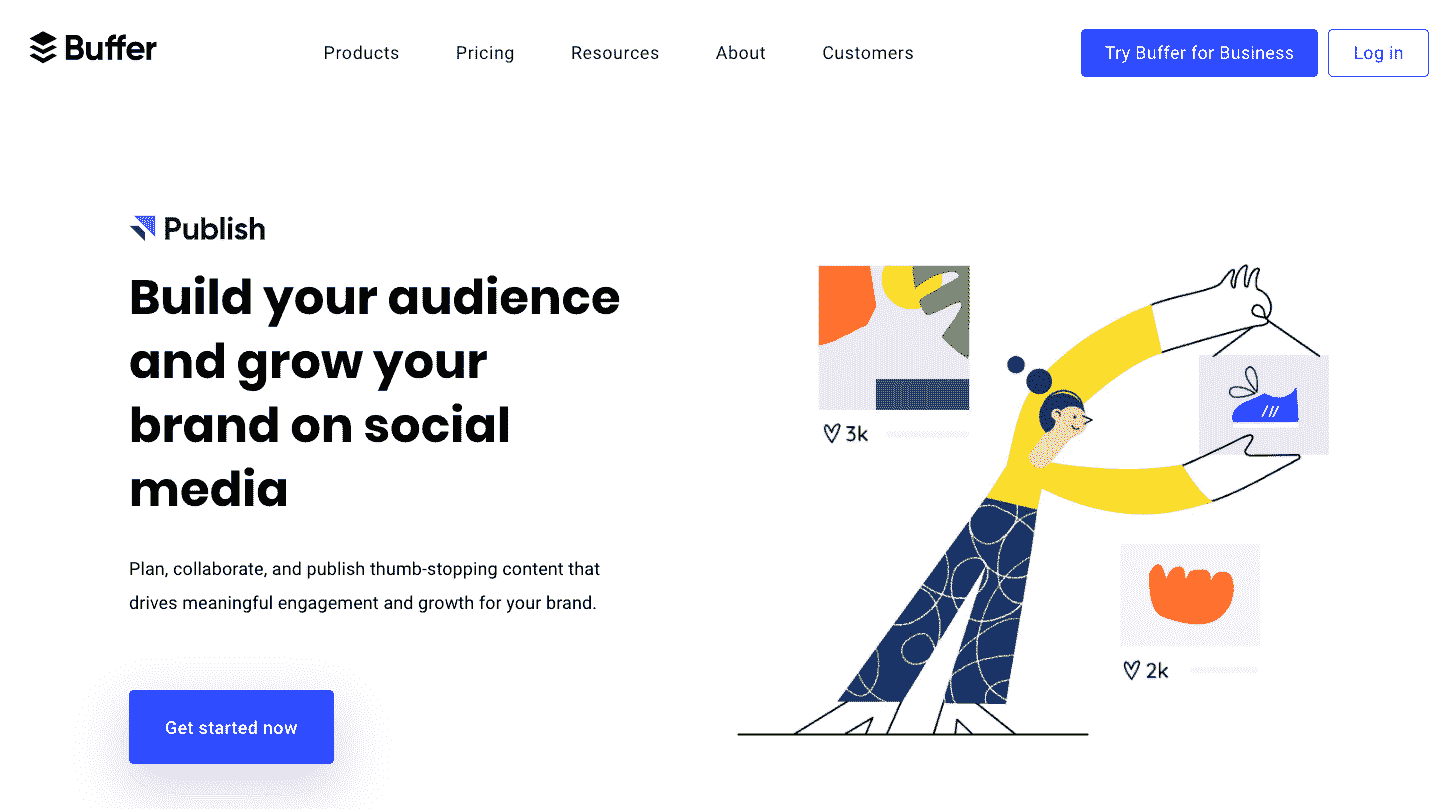 Buffer
Products
Pricing
Resources
About
Customers
Try Buffer for Business
Log in
Publish
Build your audience
and grow your
brand on social
media
Plan, collaborate, and publish thumb-stopping content that
drives meaningful engagement and growth for your brand.
Get started now
3k
2k